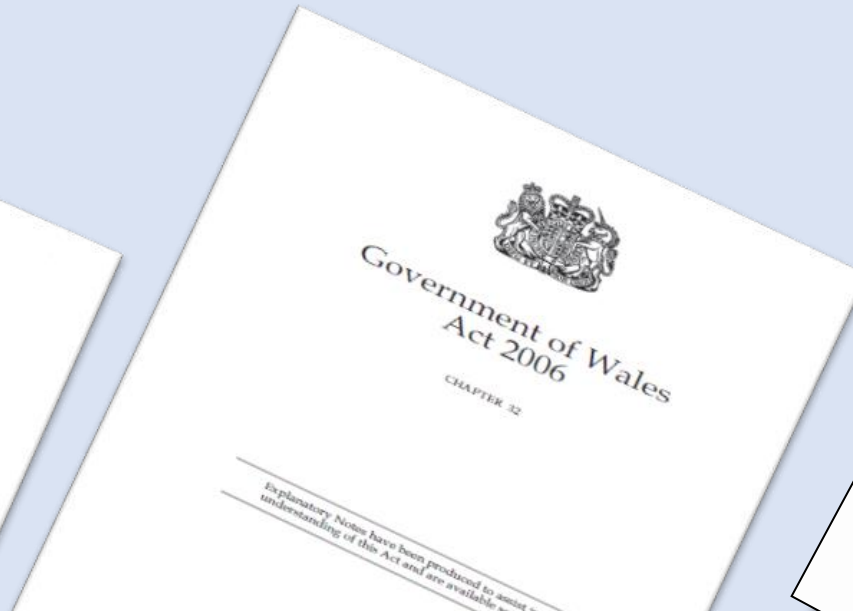 Government of Wales
Act 2006
CHAPTER 32
Explanatory Notes have been produced to assist
understanding of this Act and are available